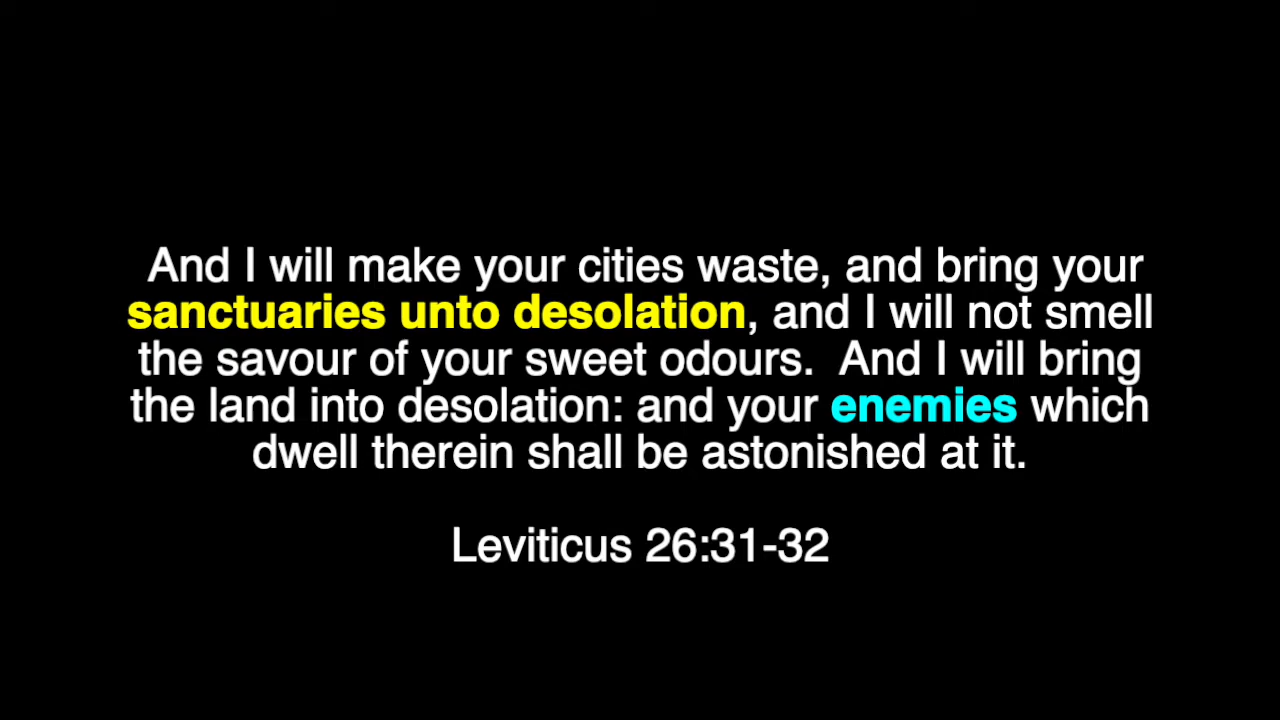 And I will make your cities waste, and bring your
sanctuaries unto desolation, and I will not smell
the savour of your sweet odours.  And I will bring
the land into desolation: and your enemies which
dwell therein shall be astonished at it.
Leviticus 26:31-32